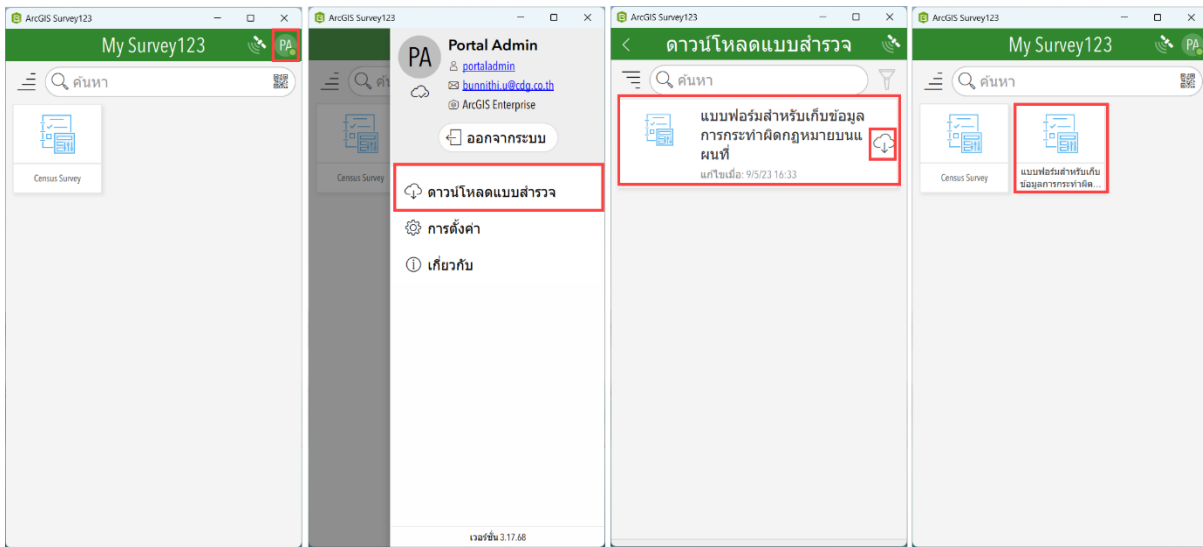 ArcGIS Survey123
My Survey123
PA
ค้นหา
Census Survey
ArcGIS Survey123
PA
Portal Admin
portaladmin
bunnithi.u@cdg.co.th
ArcGIS Enterprise
ออกจากระบบ
ค้น
Census Survey
ดาวน์โหลดแบบสำรวจ
การตั้งค่า
เกี่ยวกับ
เวอร์ชั่น 3.17.68
ArcGIS Survey123
ดาวน์โหลดแบบสำรวจ
ค้นหา
แบบฟอร์มสำหรับเก็บข้อมูล
การกระทำผิดกฎหมายบนแ
ผนที่
แก้ไขเมื่อ: 9/5/23 16:33
ArcGIS Survey123
My Survey123
PA
ค้นหา
Census Survey
แบบฟอร์มสำหรับเก็บ
ข้อมูลการกระทำผิด...